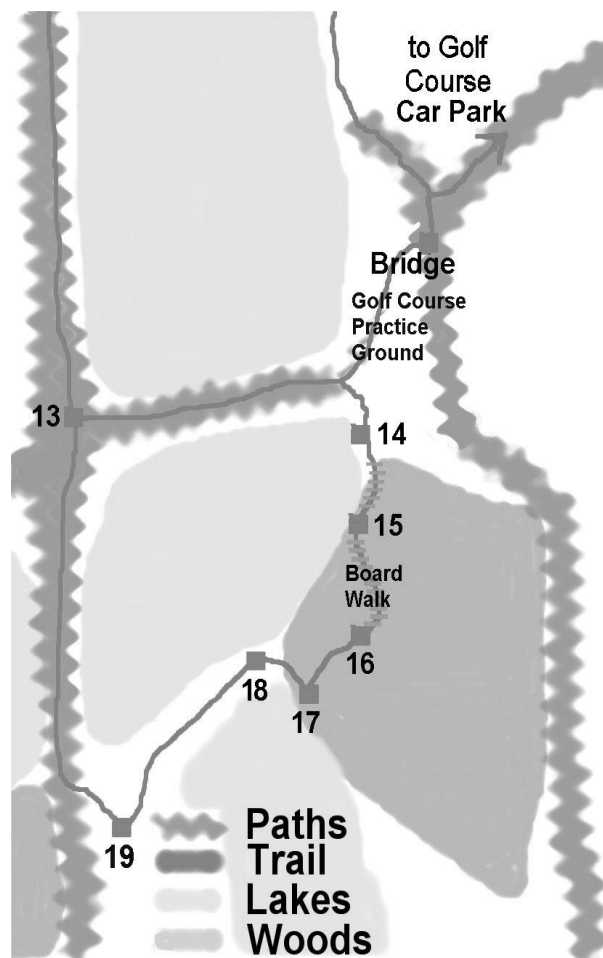 to Golf
Course
Car Park
Bridge
Golf Course
Practice
Ground
13
14
15
Board
Walk
16
18
17
19
Paths
Trail
Lakes
Woods